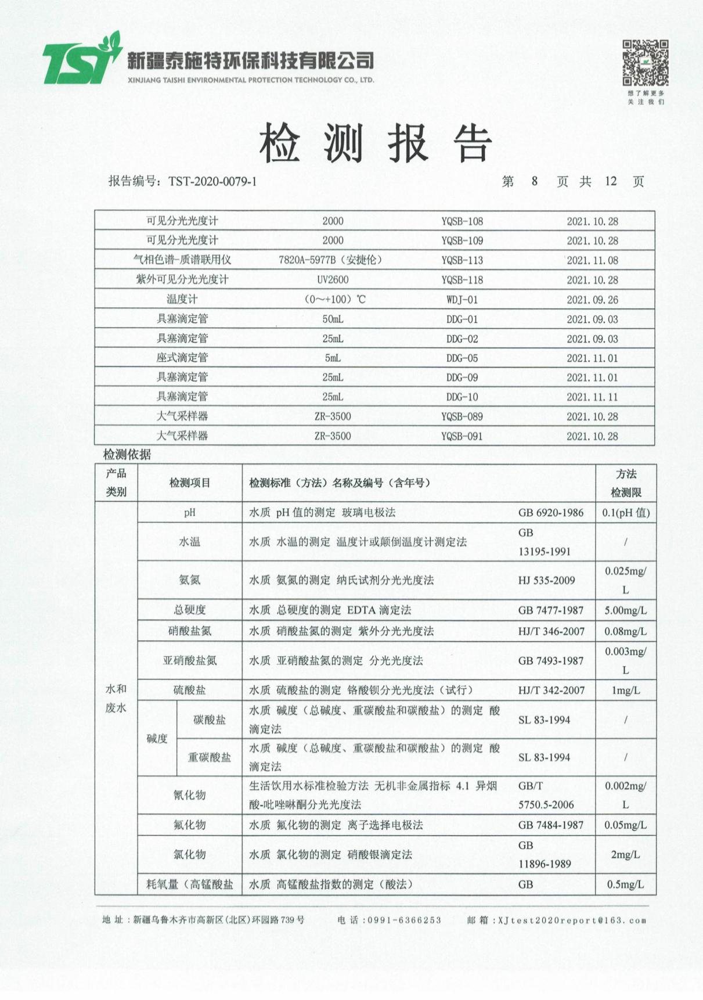 TST
新疆泰施特环保科技有限公司
XINJIANG TAISHI ENVIRONMENTAL PROTECTION TECHNOLOGY CO., LTD.
想了解更多
关注我们
检测报告
报告编号：TST-2020-0079-1 第 8 页 共 12 页
可见分光光度计 2000 YQSB-108 2021.10.28
可见分光光度计 2000 YQSB-109 2021.10.28
气相色谱-质谱联用仪 7820A-5977B（安捷伦） YQSB-113 2021.11.08
紫外可见分光光度计 UV2600 YQSB-118 2021.10.28
温度计 （0～+100）℃ WDJ-01 2021.09.26
具塞滴定管 50mL DDG-01 2021.09.03
具塞滴定管 25mL DDG-02 2021.09.03
座式滴定管 5mL DDG-05 2021.11.01
具塞滴定管 25mL DDG-09 2021.11.01
具塞滴定管 25mL DDG-10 2021.11.11
大气采样器 ZR-3500 YQSB-089 2021.10.28
大气采样器 ZR-3500 YQSB-091 2021.10.28
检测依据
产品
类别
检测项目
检测标准（方法）名称及编号（含年号）
方法
检测限
水和
废水
pH 水质 pH 值的测定 玻璃电极法 GB 6920-1986 0.1(pH 值)
水温 水质 水温的测定 温度计或颠倒温度计测定法
GB
13195-1991
/
氨氮 水质 氨氮的测定 纳氏试剂分光光度法 HJ 535-2009
0.025mg/
L
总硬度 水质 总硬度的测定 EDTA 滴定法 GB 7477-1987 5.00mg/L
硝酸盐氮 水质 硝酸盐氮的测定 紫外分光光度法 HJ/T 346-2007 0.08mg/L
亚硝酸盐氮 水质 亚硝酸盐氮的测定 分光光度法 GB 7493-1987
0.003mg/
L
硫酸盐 水质 硫酸盐的测定 铬酸钡分光光度法（试行） HJ/T 342-2007 1mg/L
碱度
碳酸盐
水质 碱度（总碱度、重碳酸盐和碳酸盐）的测定 酸
滴定法
SL 83-1994 /
重碳酸盐
水质 碱度（总碱度、重碳酸盐和碳酸盐）的测定 酸
滴定法
SL 83-1994 /
氰化物
生活饮用水标准检验方法 无机非金属指标 4.1 异烟
酸-吡唑啉酮分光光度法
GB/T
5750.5-2006
0.002mg/
L
氟化物 水质 氟化物的测定 离子选择电极法 GB 7484-1987 0.05mg/L
氯化物 水质 氯化物的测定 硝酸银滴定法
GB
11896-1989
2mg/L
耗氧量（高锰酸盐 水质 高锰酸盐指数的测定（酸法） GB 0.5mg/L
地址:新疆乌鲁木齐市高新区(北区)环园路739号 电话:0991-6366253 邮箱:XJtest2020report@163.com